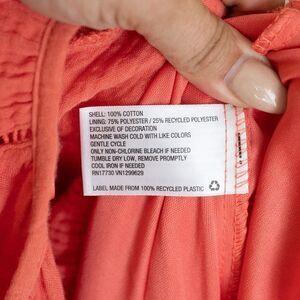 SHELL: 100% COTTON
LINING: 75% POLYESTER / 25% RECYCLED POLYESTER
EXCLUSIVE OF DECORATION
MACHINE WASH COLD WITH LIKE COLORS
GENTLE CYCLE
ONLY NON-CHLORINE BLEACH IF NEEDED
TUMBLE DRY LOW, REMOVE PROMPTLY
COOL IRON IF NEEDED
RN17730 VN1299629
LABEL MADE FROM 100% RECYCLED PLASTIC